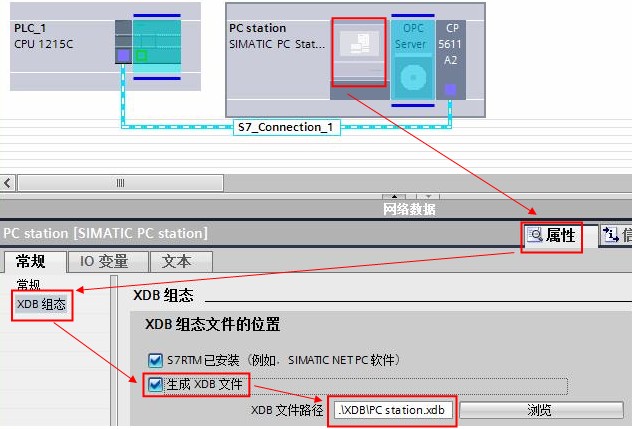 PLC_1
CPU 1215C
PC station
SIMATIC PC Stat...
OPC
Server
CP
5611
A2
S7_Connection_1
网络数据
PC station [SIMATIC PC station]
属性
常规
IO 变量
文本
常规
XDB 组态
XDB 组态
XDB 组态文件的位置
S7RTM 已安装（例如，SIMATIC NET PC 软件）
生成 XDB 文件
XDB 文件路径
.\XDB\PC station.xdb
浏览